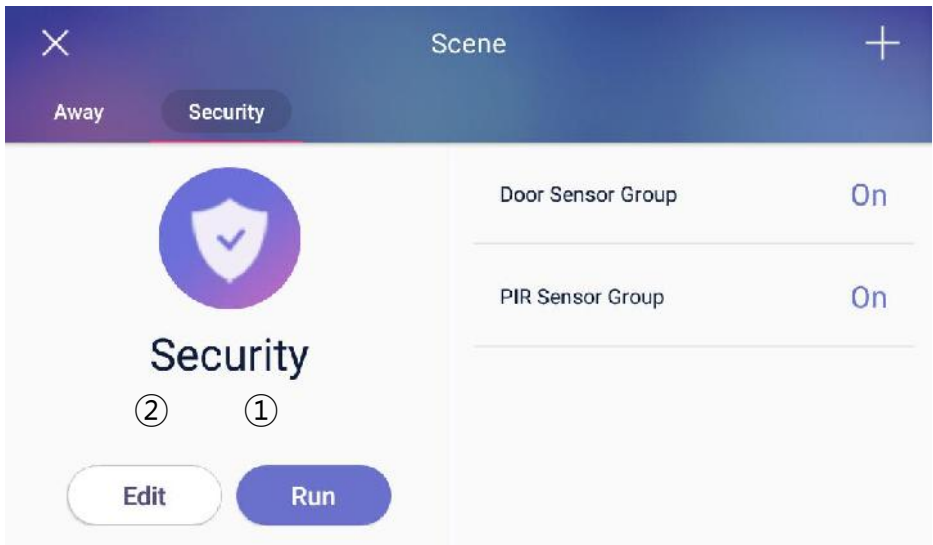 Scene
Away Security
Security
② ①
Edit Run
Door Sensor Group On
PIR Sensor Group On